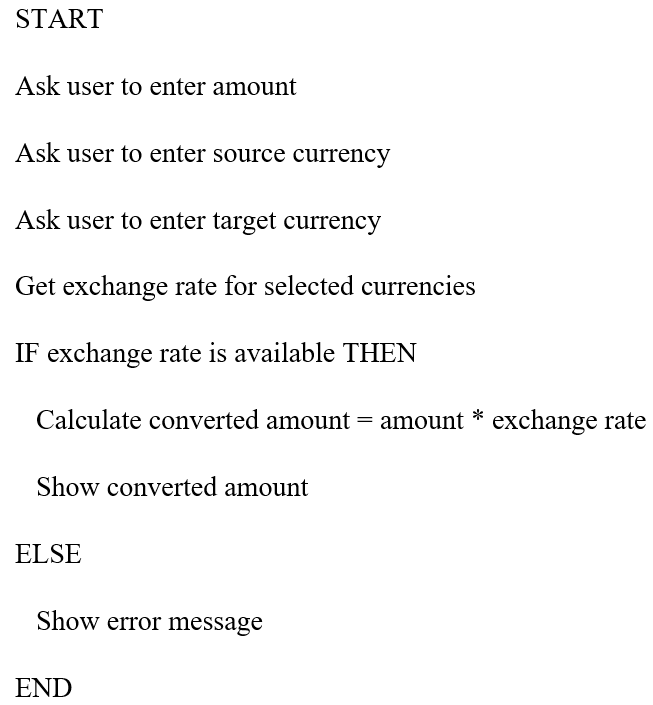 START
Ask user to enter amount
Ask user to enter source currency
Ask user to enter target currency
Get exchange rate for selected currencies
IF exchange rate is available THEN
Calculate converted amount = amount * exchange rate
Show converted amount
ELSE
Show error message
END